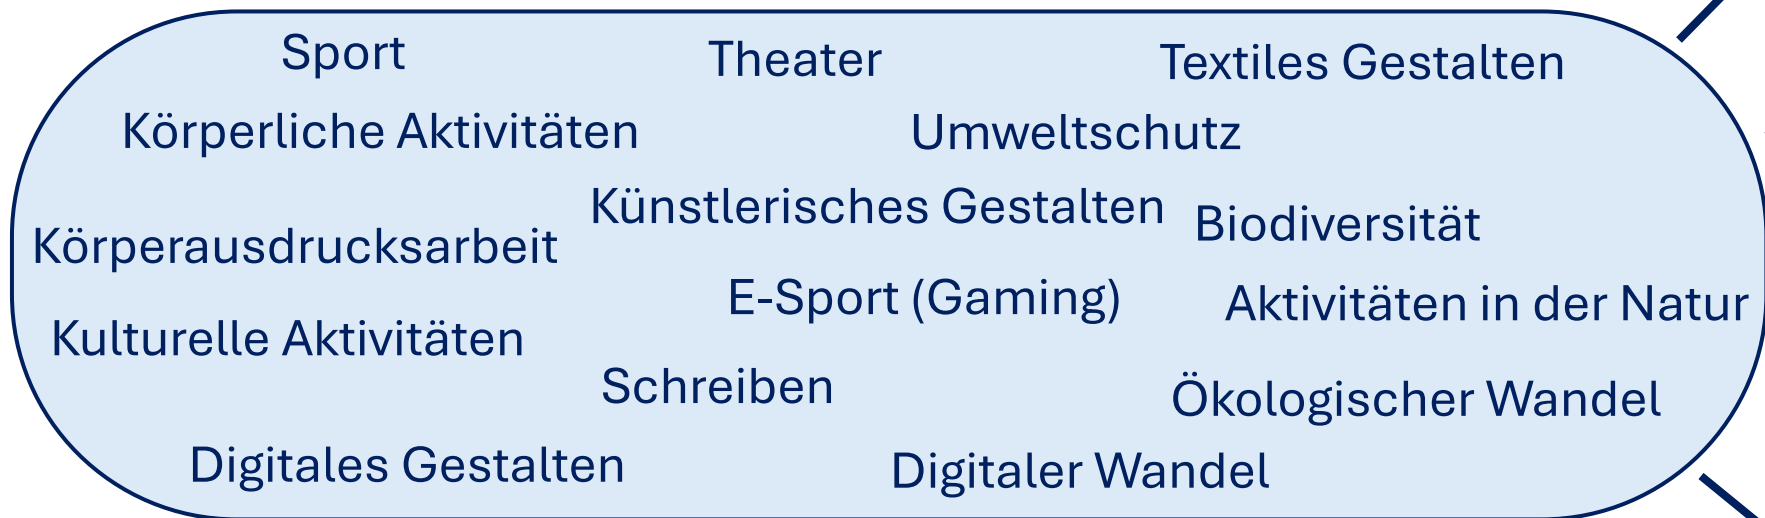 Sport
Theater
Textiles Gestalten
Körperliche Aktivitäten
Umweltschutz
Künstlerisches Gestalten
Biodiversität
Körperausdrucksarbeit
E-Sport (Gaming)
Aktivitäten in der Natur
Kulturelle Aktivitäten
Schreiben
Ökologischer Wandel
Digitales Gestalten
Digitaler Wandel